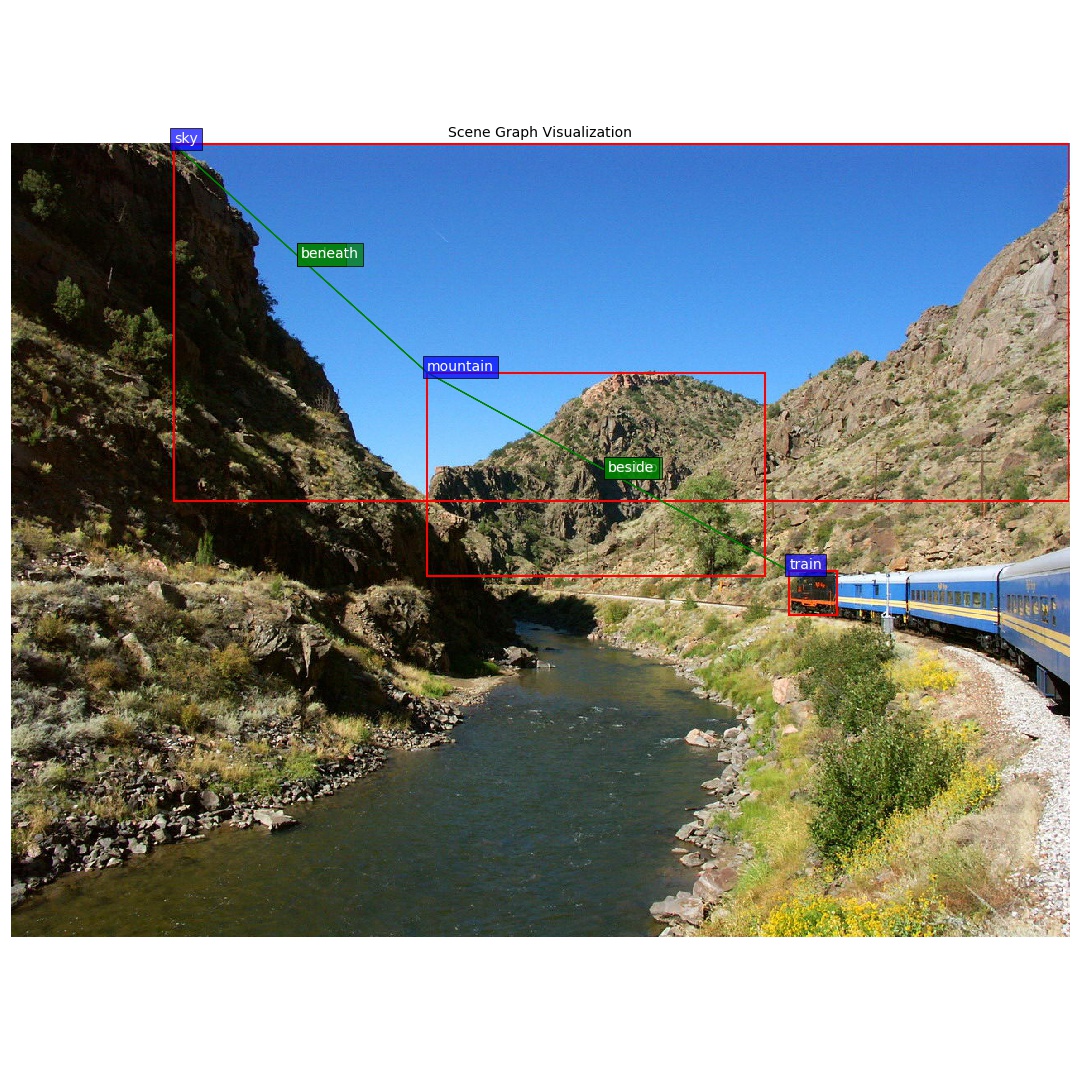 Scene Graph Visualization
sky
beneath
mountain
beside
train